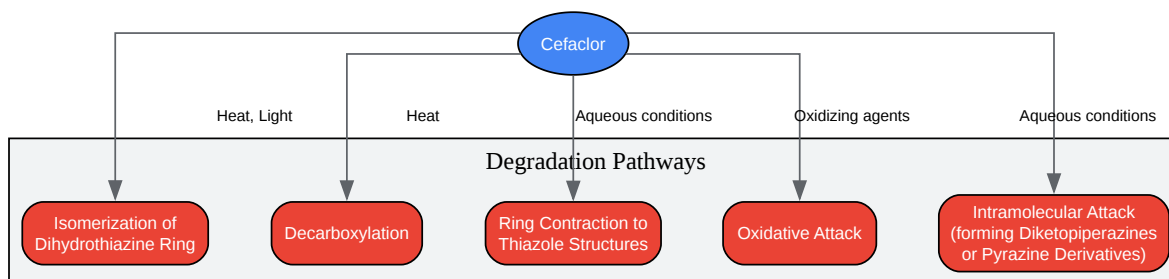 Cefaclor
Heat, Light
Heat
Aqueous conditions
Oxidizing agents
Aqueous conditions
Degradation Pathways
Isomerization of
Dihydrothiazine Ring
Decarboxylation
Ring Contraction to
Thiazole Structures
Oxidative Attack
Intramolecular Attack
(forming Diketopiperazines
or Pyrazine Derivatives)